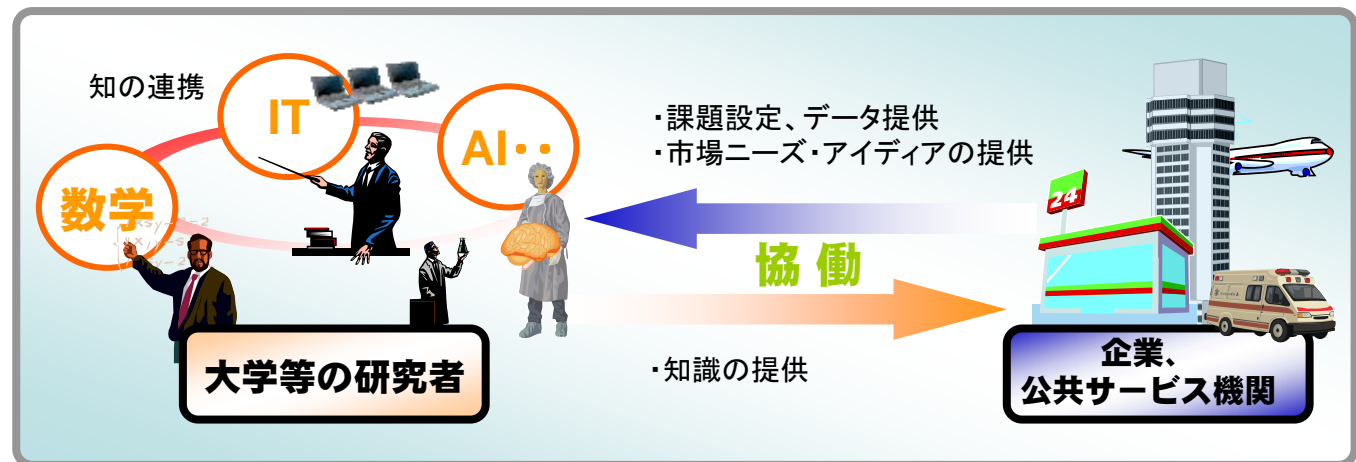 知の連携
IT
AI・・
数学
・課題設定、データ提供
・市場ニーズ・アイディアの提供
24
協働
大学等の研究者
・知識の提供
企業、
公共サービス機関